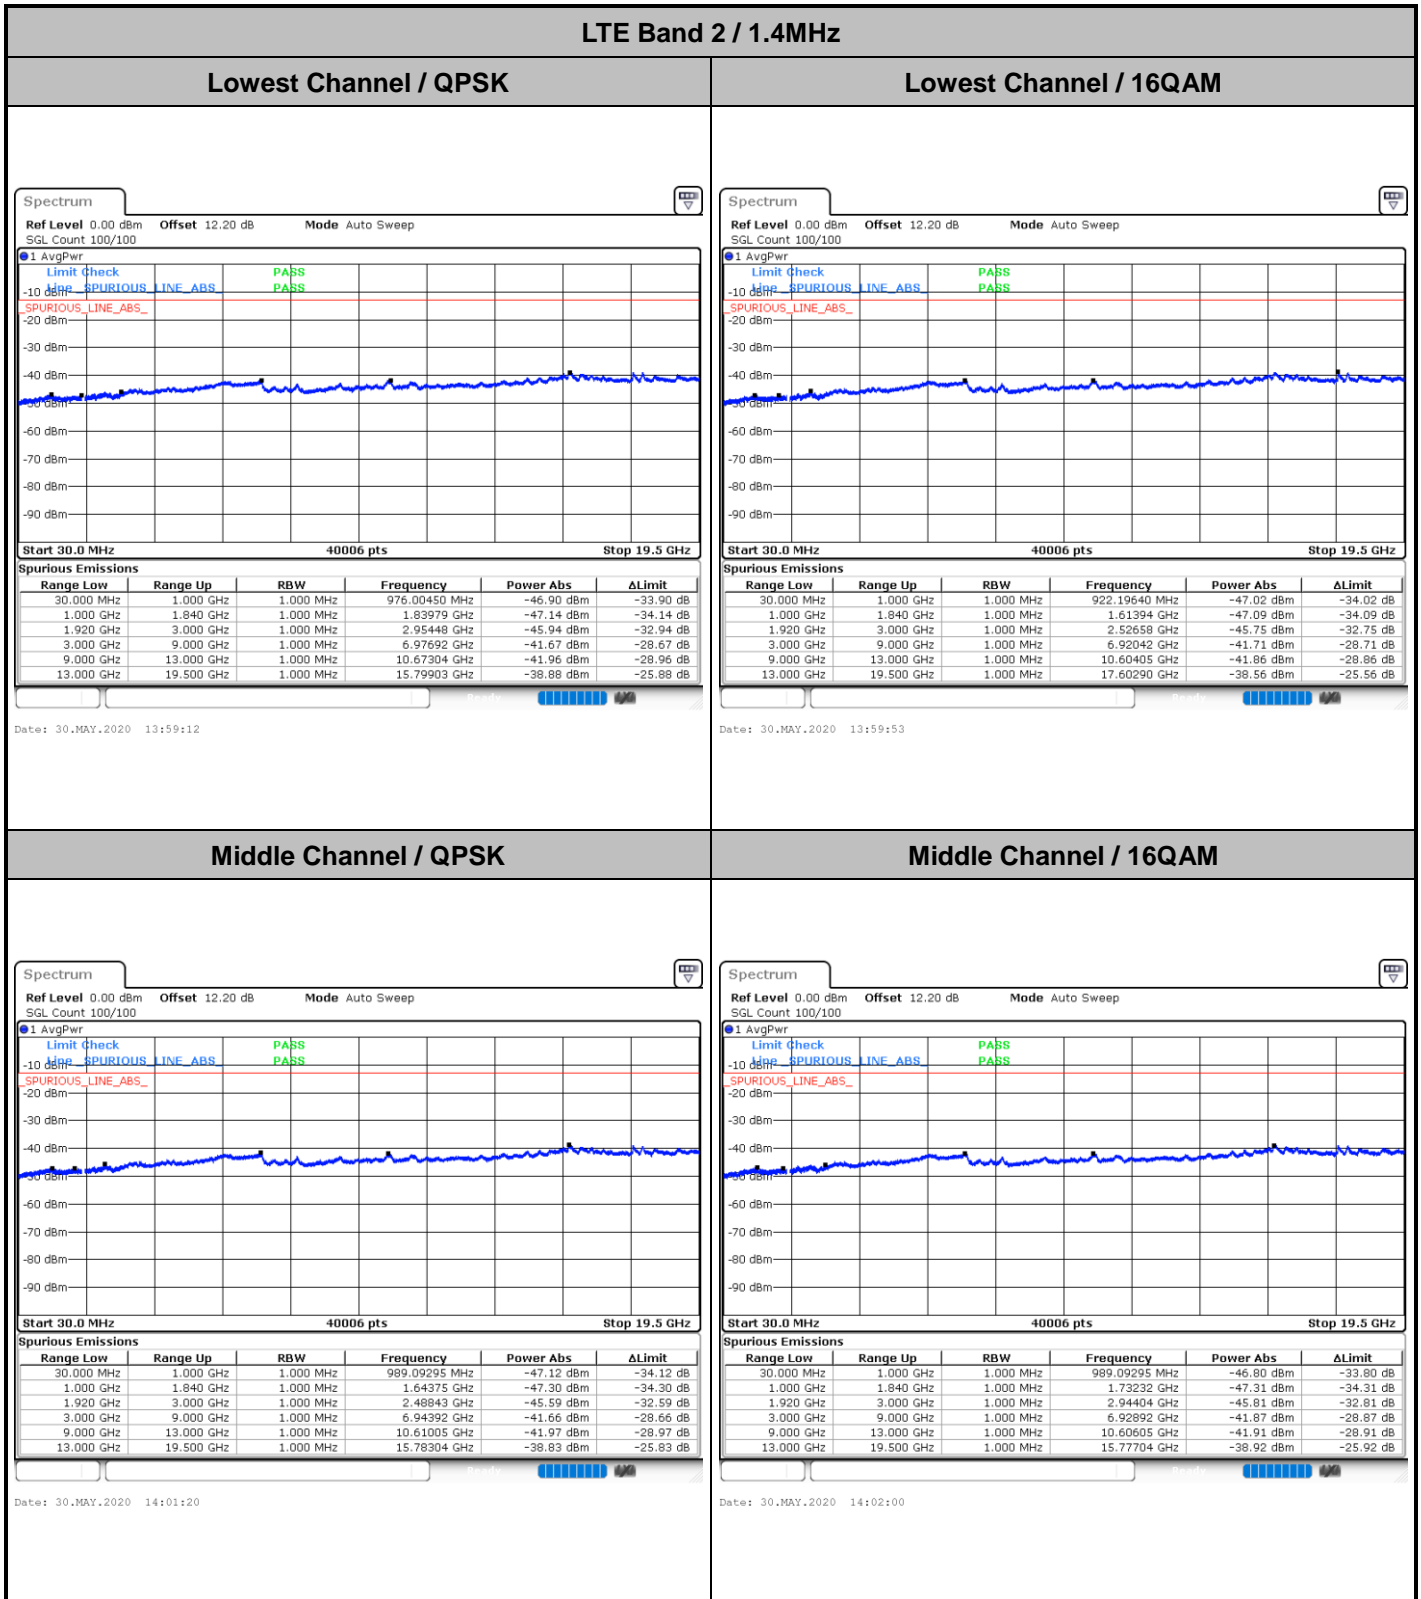 LTE Band 2 / 1.4MHz
Lowest Channel / QPSK
Lowest Channel / 16QAM
Spectrum
Ref Level 0.00 dBm Offset 12.20 dB Mode Auto Sweep
SGL Count 100/100
1 AvgPwr
Limit Check PASS
Line _SPURIOUS_LINE_ABS_ PASS
-10 dBm
_SPURIOUS_LINE_ABS_
-20 dBm
-30 dBm
-40 dBm
-50 dBm
-60 dBm
-70 dBm
-80 dBm
-90 dBm
Start 30.0 MHz 40006 pts Stop 19.5 GHz
Spurious Emissions
Range Low Range Up RBW Frequency Power Abs ΔLimit
30.000 MHz 1.000 GHz 1.000 MHz 976.00450 MHz -46.90 dBm -33.90 dB
1.000 GHz 1.840 GHz 1.000 MHz 1.83979 GHz -47.14 dBm -34.14 dB
1.920 GHz 3.000 GHz 1.000 MHz 2.95448 GHz -45.94 dBm -32.94 dB
3.000 GHz 9.000 GHz 1.000 MHz 6.97692 GHz -41.67 dBm -28.67 dB
9.000 GHz 13.000 GHz 1.000 MHz 10.67304 GHz -41.96 dBm -28.96 dB
13.000 GHz 19.500 GHz 1.000 MHz 15.79903 GHz -38.88 dBm -25.88 dB
Date: 30.MAY.2020 13:59:12
Spectrum
Ref Level 0.00 dBm Offset 12.20 dB Mode Auto Sweep
SGL Count 100/100
1 AvgPwr
Limit Check PASS
Line _SPURIOUS_LINE_ABS_ PASS
-10 dBm
_SPURIOUS_LINE_ABS_
-20 dBm
-30 dBm
-40 dBm
-50 dBm
-60 dBm
-70 dBm
-80 dBm
-90 dBm
Start 30.0 MHz 40006 pts Stop 19.5 GHz
Spurious Emissions
Range Low Range Up RBW Frequency Power Abs ΔLimit
30.000 MHz 1.000 GHz 1.000 MHz 922.19640 MHz -47.02 dBm -34.02 dB
1.000 GHz 1.840 GHz 1.000 MHz 1.61394 GHz -47.09 dBm -34.09 dB
1.920 GHz 3.000 GHz 1.000 MHz 2.52658 GHz -45.75 dBm -32.75 dB
3.000 GHz 9.000 GHz 1.000 MHz 6.92042 GHz -41.71 dBm -28.71 dB
9.000 GHz 13.000 GHz 1.000 MHz 10.60405 GHz -41.86 dBm -28.86 dB
13.000 GHz 19.500 GHz 1.000 MHz 17.60290 GHz -38.56 dBm -25.56 dB
Date: 30.MAY.2020 13:59:53
Middle Channel / QPSK
Middle Channel / 16QAM
Spectrum
Ref Level 0.00 dBm Offset 12.20 dB Mode Auto Sweep
SGL Count 100/100
1 AvgPwr
Limit Check PASS
Line _SPURIOUS_LINE_ABS_ PASS
-10 dBm
_SPURIOUS_LINE_ABS_
-20 dBm
-30 dBm
-40 dBm
-50 dBm
-60 dBm
-70 dBm
-80 dBm
-90 dBm
Start 30.0 MHz 40006 pts Stop 19.5 GHz
Spurious Emissions
Range Low Range Up RBW Frequency Power Abs ΔLimit
30.000 MHz 1.000 GHz 1.000 MHz 989.09295 MHz -47.12 dBm -34.12 dB
1.000 GHz 1.840 GHz 1.000 MHz 1.64375 GHz -47.30 dBm -34.30 dB
1.920 GHz 3.000 GHz 1.000 MHz 2.48843 GHz -45.59 dBm -32.59 dB
3.000 GHz 9.000 GHz 1.000 MHz 6.94392 GHz -41.66 dBm -28.66 dB
9.000 GHz 13.000 GHz 1.000 MHz 10.61005 GHz -41.97 dBm -28.97 dB
13.000 GHz 19.500 GHz 1.000 MHz 15.78304 GHz -38.83 dBm -25.83 dB
Date: 30.MAY.2020 14:01:20
Spectrum
Ref Level 0.00 dBm Offset 12.20 dB Mode Auto Sweep
SGL Count 100/100
1 AvgPwr
Limit Check PASS
Line _SPURIOUS_LINE_ABS_ PASS
-10 dBm
_SPURIOUS_LINE_ABS_
-20 dBm
-30 dBm
-40 dBm
-50 dBm
-60 dBm
-70 dBm
-80 dBm
-90 dBm
Start 30.0 MHz 40006 pts Stop 19.5 GHz
Spurious Emissions
Range Low Range Up RBW Frequency Power Abs ΔLimit
30.000 MHz 1.000 GHz 1.000 MHz 989.09295 MHz -46.80 dBm -33.80 dB
1.000 GHz 1.840 GHz 1.000 MHz 1.73232 GHz -47.31 dBm -34.31 dB
1.920 GHz 3.000 GHz 1.000 MHz 2.94404 GHz -45.81 dBm -32.81 dB
3.000 GHz 9.000 GHz 1.000 MHz 6.92892 GHz -41.87 dBm -28.87 dB
9.000 GHz 13.000 GHz 1.000 MHz 10.60605 GHz -41.91 dBm -28.91 dB
13.000 GHz 19.500 GHz 1.000 MHz 15.77704 GHz -38.92 dBm -25.92 dB
Date: 30.MAY.2020 14:02:00